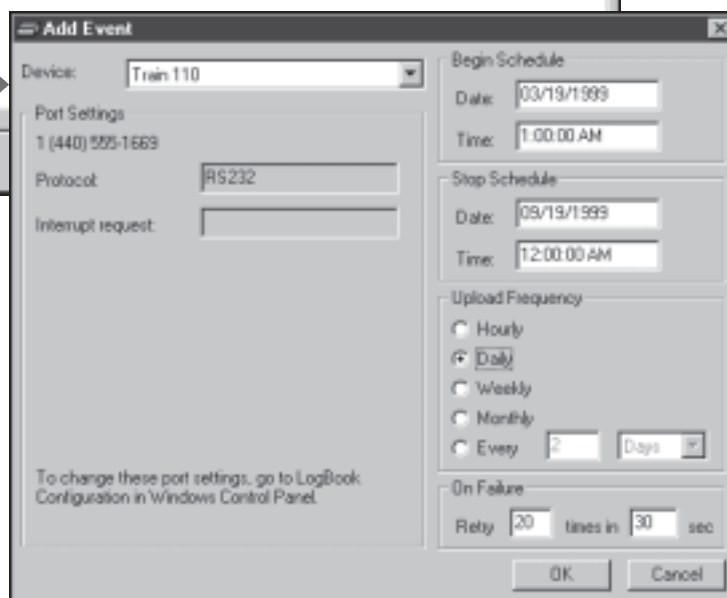 Add Event
Device: Train 110
Port Settings
1 (440) 555-1669
Protocol: RS232
Interrupt request:
To change these port settings, go to LogBook
Configuration in Windows Control Panel.
Begin Schedule
Date: 03/19/1999
Time: 1:00:00 AM
Stop Schedule
Date: 09/19/1999
Time: 12:00:00 AM
Upload Frequency
Hourly
Daily
Weekly
Monthly
Every 2 Days
On Failure
Retry 20 times in 30 sec
OK Cancel